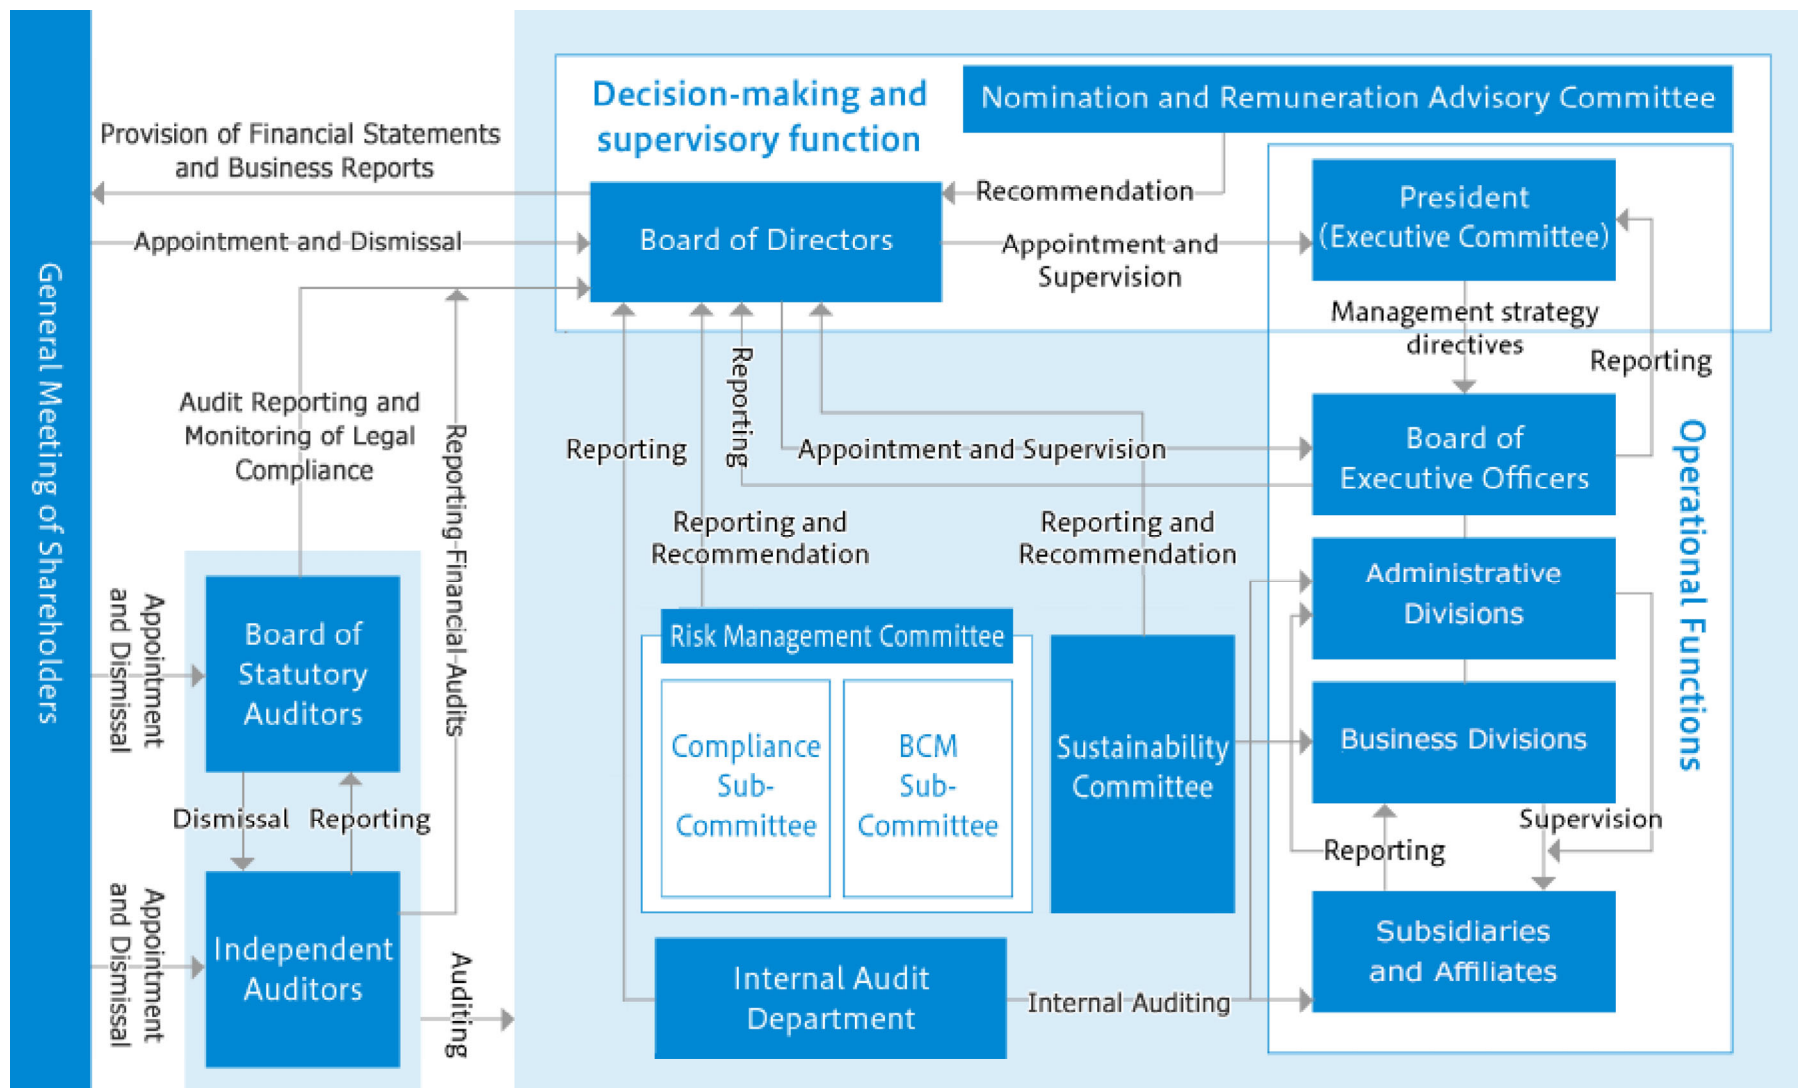 General Meeting of Shareholders
Provision of Financial Statements
and Business Reports
Appointment and Dismissal
Audit Reporting and
Monitoring of Legal
Compliance
Reporting Financial Audits
Appointment
and Dismissal
Board of
Statutory
Auditors
Dismissal
Reporting
Appointment
and Dismissal
Independent
Auditors
Auditing
Decision-making and
supervisory function
Nomination and Remuneration Advisory Committee
Recommendation
Board of Directors
Appointment and
Supervision
President
(Executive Committee)
Management strategy
directives
Reporting
Reporting
Reporting
Appointment and Supervision
Board of
Executive Officers
Operational Functions
Reporting and
Recommendation
Reporting and
Recommendation
Administrative
Divisions
Risk Management Committee
Compliance
Sub-
Committee
BCM
Sub-
Committee
Sustainability
Committee
Business Divisions
Supervision
Reporting
Subsidiaries
and Affiliates
Internal Audit
Department
Internal Auditing